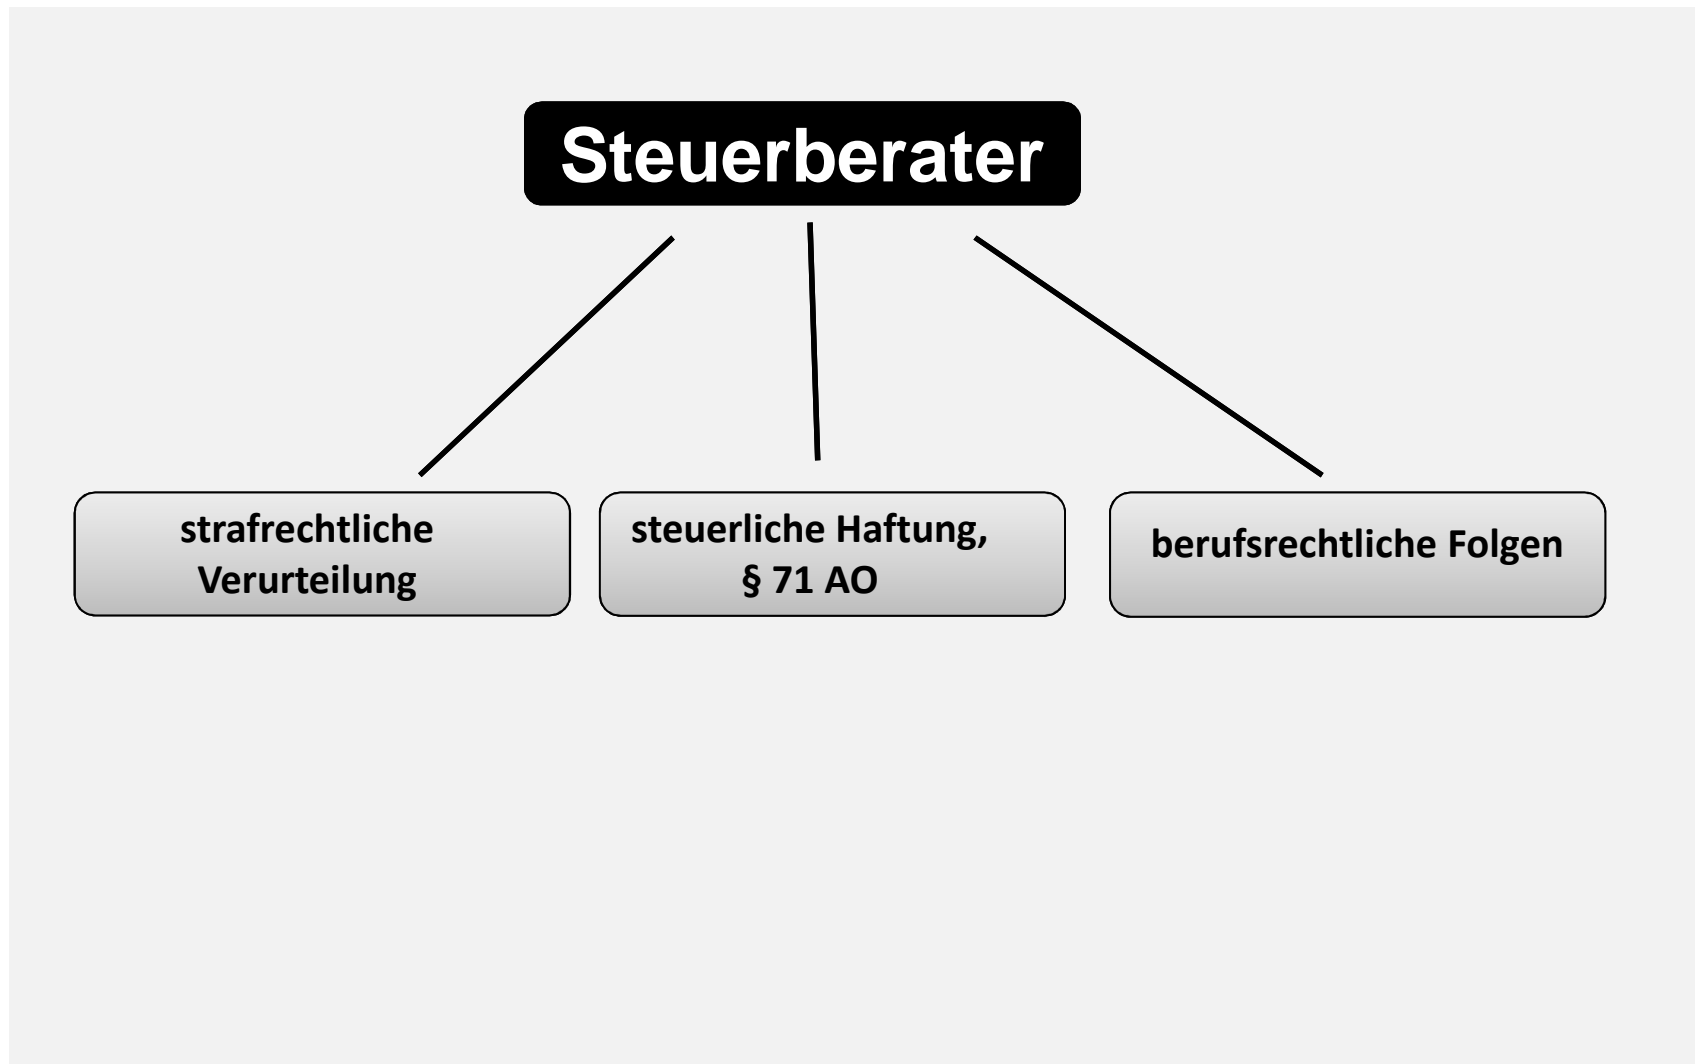 Steuerberater
strafrechtliche
Verurteilung
steuerliche Haftung,
§ 71 AO
berufsrechtliche Folgen